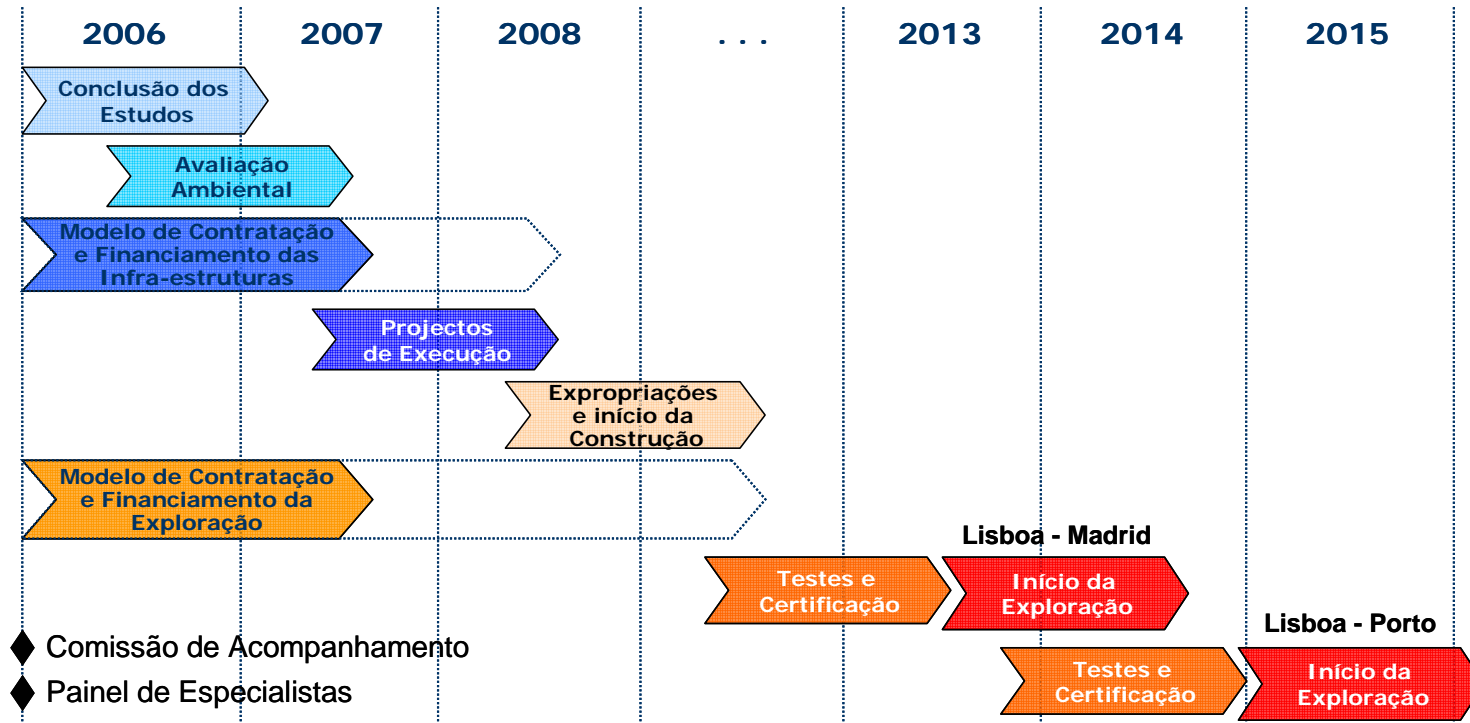 2006 2007 2008 . . . 2013 2014 2015
Conclusão dos
Estudos
Avaliação
Ambiental
Modelo de Contratação
e Financiamento das
Infra-estruturas
Projectos
de Execução
Expropriações
e início da
Construção
Modelo de Contratação
e Financiamento da
Exploração
Lisboa - Madrid
Testes e
Certificação
Início da
Exploração
Lisboa - Porto
Testes e
Certificação
Início da
Exploração
Comissão de Acompanhamento
Painel de Especialistas